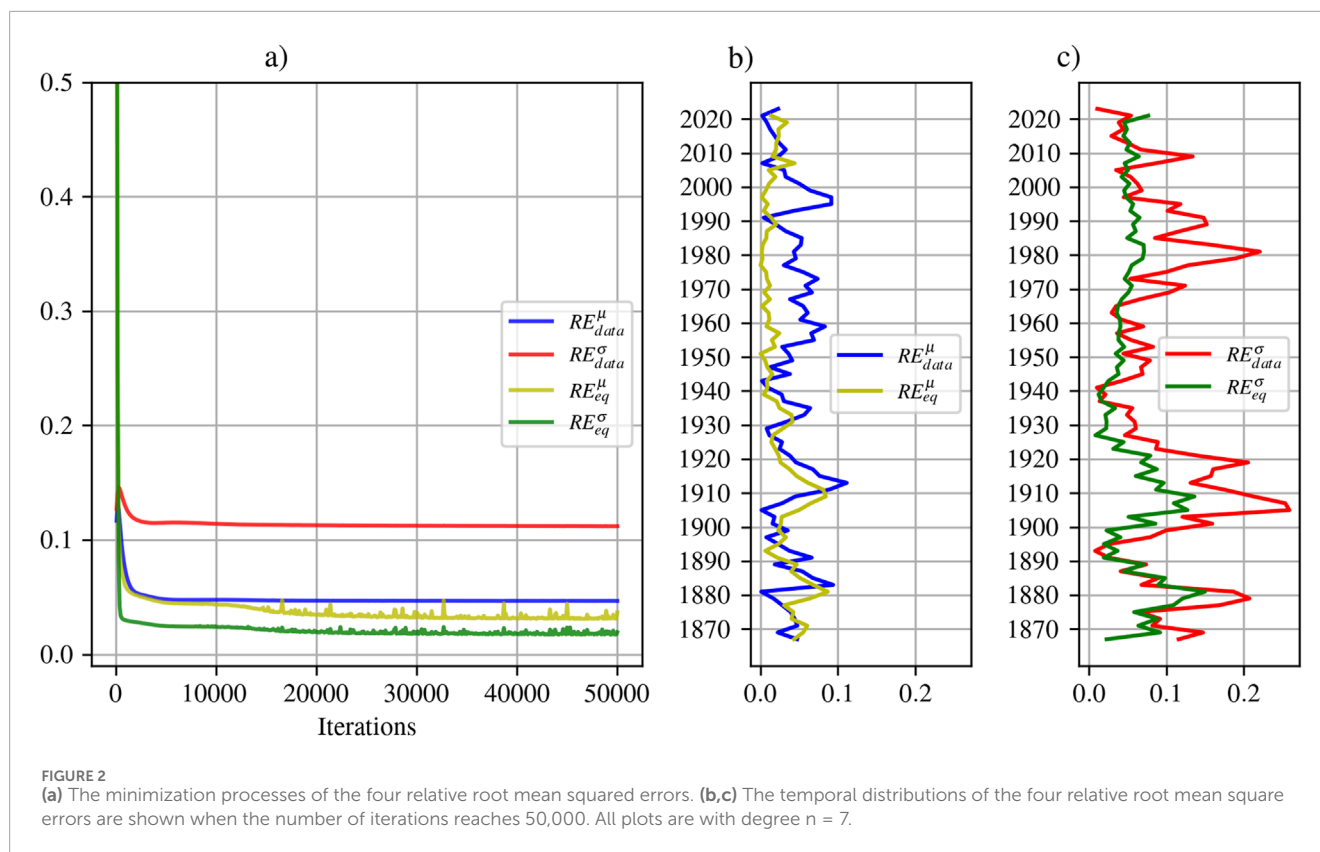 a)
0.5
0.4
0.3
0.2
0.1
0.0
RE^μ_data
RE^σ_data
RE^μ_eq
RE^σ_eq
0 10000 20000 30000 40000 50000
Iterations
b)
2020
2010
2000
1990
1980
1970
1960
1950
1940
1930
1920
1910
1900
1890
1880
1870
RE^μ_data
RE^μ_eq
0.0 0.1 0.2
c)
2020
2010
2000
1990
1980
1970
1960
1950
1940
1930
1920
1910
1900
1890
1880
1870
RE^σ_data
RE^σ_eq
0.0 0.1 0.2
FIGURE 2
(a) The minimization processes of the four relative root mean squared errors. (b,c) The temporal distributions of the four relative root mean square
errors are shown when the number of iterations reaches 50,000. All plots are with degree n = 7.